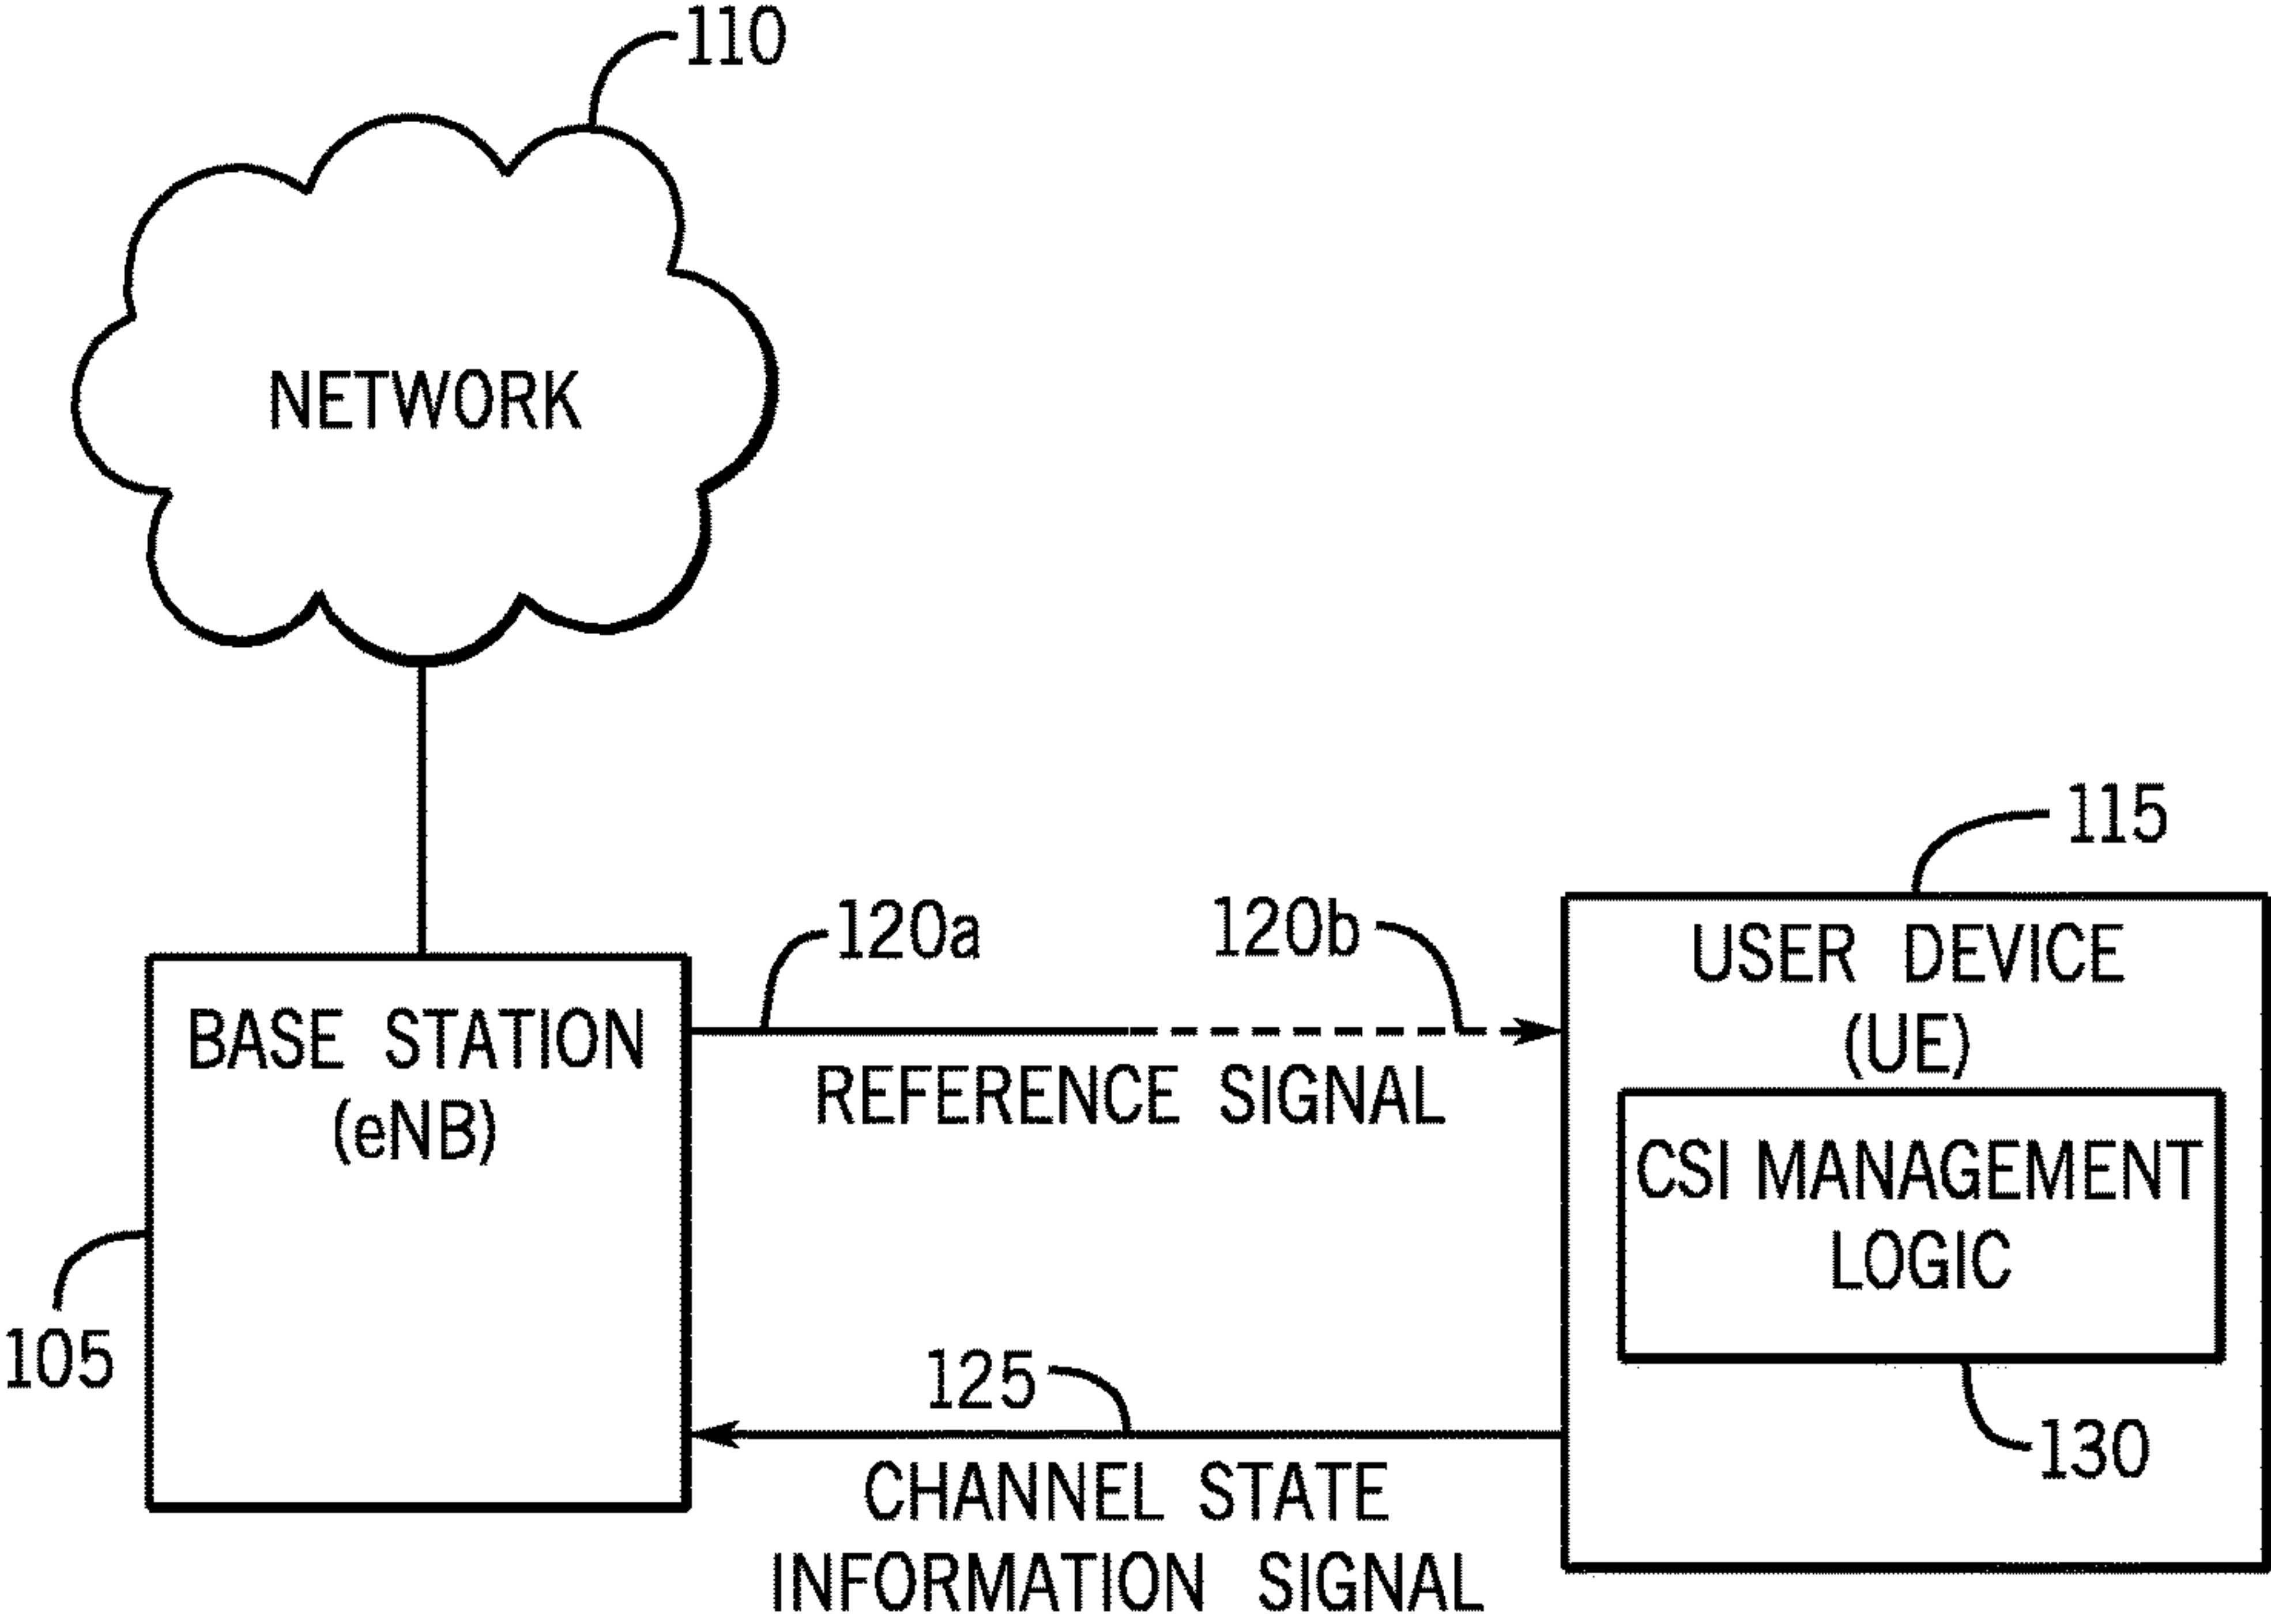 110
NETWORK
115
120a
120b
USER DEVICE
(UE)
BASE STATION
(eNB)
REFERENCE SIGNAL
CSI MANAGEMENT
LOGIC
105
125
130
CHANNEL STATE
INFORMATION SIGNAL